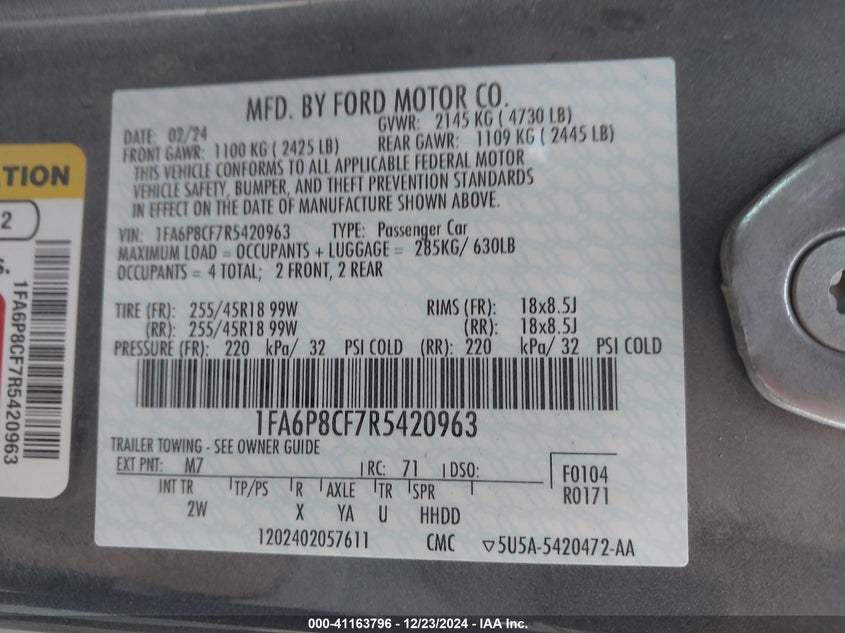 MFD. BY FORD MOTOR CO.
DATE: 02/24
GVWR: 2145 KG ( 4730 LB)
FRONT GAWR: 1100 KG ( 2425 LB)
REAR GAWR: 1109 KG ( 2445 LB)
THIS VEHICLE CONFORMS TO ALL APPLICABLE FEDERAL MOTOR
VEHICLE SAFETY, BUMPER, AND THEFT PREVENTION STANDARDS
IN EFFECT ON THE DATE OF MANUFACTURE SHOWN ABOVE.
VIN: 1FA6P8CF7R5420963 TYPE: Passenger Car
MAXIMUM LOAD = OCCUPANTS + LUGGAGE = 285KG/ 630LB
OCCUPANTS = 4 TOTAL; 2 FRONT, 2 REAR
TIRE (FR): 255/45R18 99W RIMS (FR): 18x8.5J
(RR): 255/45R18 99W (RR): 18x8.5J
PRESSURE (FR): 220 kPa/ 32 PSI COLD (RR): 220 kPa/ 32 PSI COLD
1FA6P8CF7R5420963
TRAILER TOWING - SEE OWNER GUIDE
EXT PNT: M7 RC: 71 DSO:
F0104
R0171
INT TR TP/PS R AXLE TR SPR
2W X YA U HHDD
1202402057611 CMC ▽5U5A-5420472-AA
TION
2
1FA6P8CF7R5420963
000-41163796 - 12/23/2024 - IAA Inc.